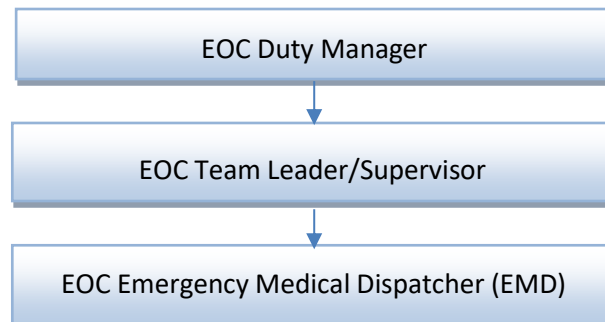 EOC Duty Manager
EOC Team Leader/Supervisor
EOC Emergency Medical Dispatcher (EMD)